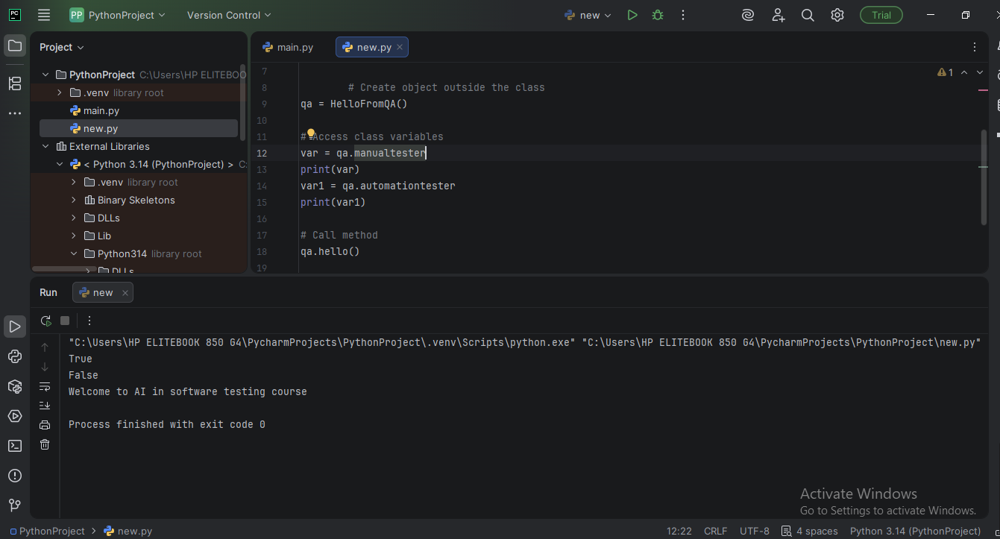 PC
PP PythonProject Version Control new Trial
Project
main.py new.py
PythonProject C:\Users\HP ELITEBOO
.venv library root
main.py
new.py
External Libraries
< Python 3.14 (PythonProject) > C:
.venv library root
Binary Skeletons
DLLs
Lib
Python314 library root
DLLs
1
7
8 # Create object outside the class
9 qa = HelloFromQA()
10
11 # Access class variables
12 var = qa.manualtester
13 print(var)
14 var1 = qa.automationtester
15 print(var1)
16
17 # Call method
18 qa.hello()
19
Run new
"C:\Users\HP ELITEBOOK 850 G4\PycharmProjects\PythonProject\.venv\Scripts\python.exe" "C:\Users\HP ELITEBOOK 850 G4\PycharmProjects\PythonProject\new.py"
True
False
Welcome to AI in software testing course
Process finished with exit code 0
Activate Windows
Go to Settings to activate Windows.
PythonProject > new.py 12:22 CRLF UTF-8 4 spaces Python 3.14 (PythonProject)